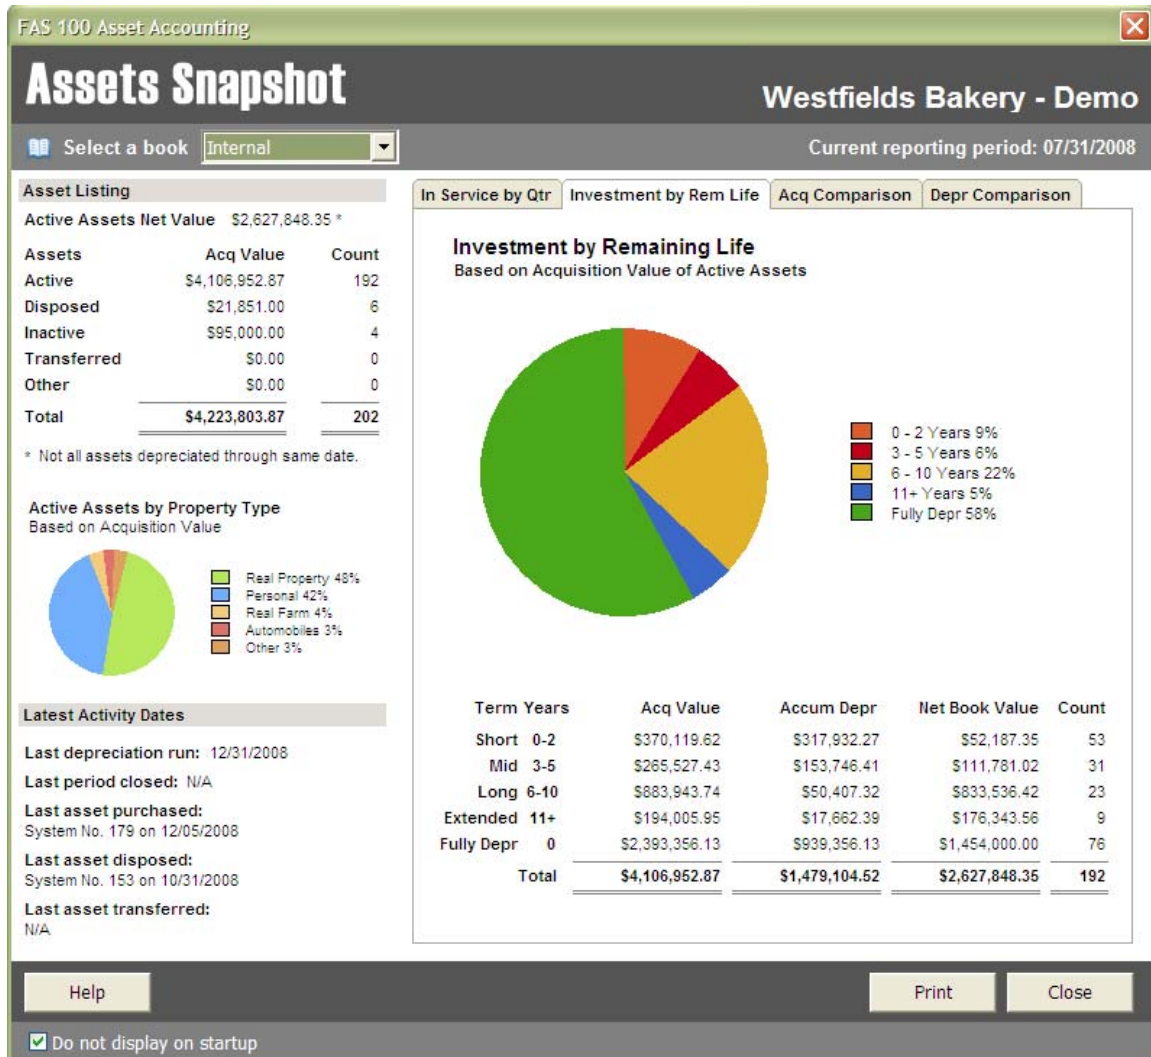 FAS 100 Asset Accounting
Assets Snapshot
Westfields Bakery - Demo
Select a book Internal
Current reporting period: 07/31/2008
Asset Listing
Active Assets Net Value $2,627,848.35 *
Assets Acq Value Count
Active $4,106,952.87 192
Disposed $21,851.00 6
Inactive $95,000.00 4
Transferred $0.00 0
Other $0.00 0
Total $4,223,803.87 202
* Not all assets depreciated through same date.
Active Assets by Property Type
Based on Acquisition Value
Real Property 48%
Personal 42%
Real Farm 4%
Automobiles 3%
Other 3%
Latest Activity Dates
Last depreciation run: 12/31/2008
Last period closed: N/A
Last asset purchased:
System No. 179 on 12/05/2008
Last asset disposed:
System No. 153 on 10/31/2008
Last asset transferred:
N/A
In Service by Qtr Investment by Rem Life Acq Comparison Depr Comparison
Investment by Remaining Life
Based on Acquisition Value of Active Assets
0 - 2 Years 9%
3 - 5 Years 6%
6 - 10 Years 22%
11+ Years 5%
Fully Depr 58%
Term Years Acq Value Accum Depr Net Book Value Count
Short 0-2 $370,119.62 $317,932.27 $52,187.35 53
Mid 3-5 $265,527.43 $153,746.41 $111,781.02 31
Long 6-10 $883,943.74 $50,407.32 $833,536.42 23
Extended 11+ $194,005.95 $17,662.39 $176,343.56 9
Fully Depr 0 $2,393,356.13 $939,356.13 $1,454,000.00 76
Total $4,106,952.87 $1,479,104.52 $2,627,848.35 192
Help Print Close
Do not display on startup